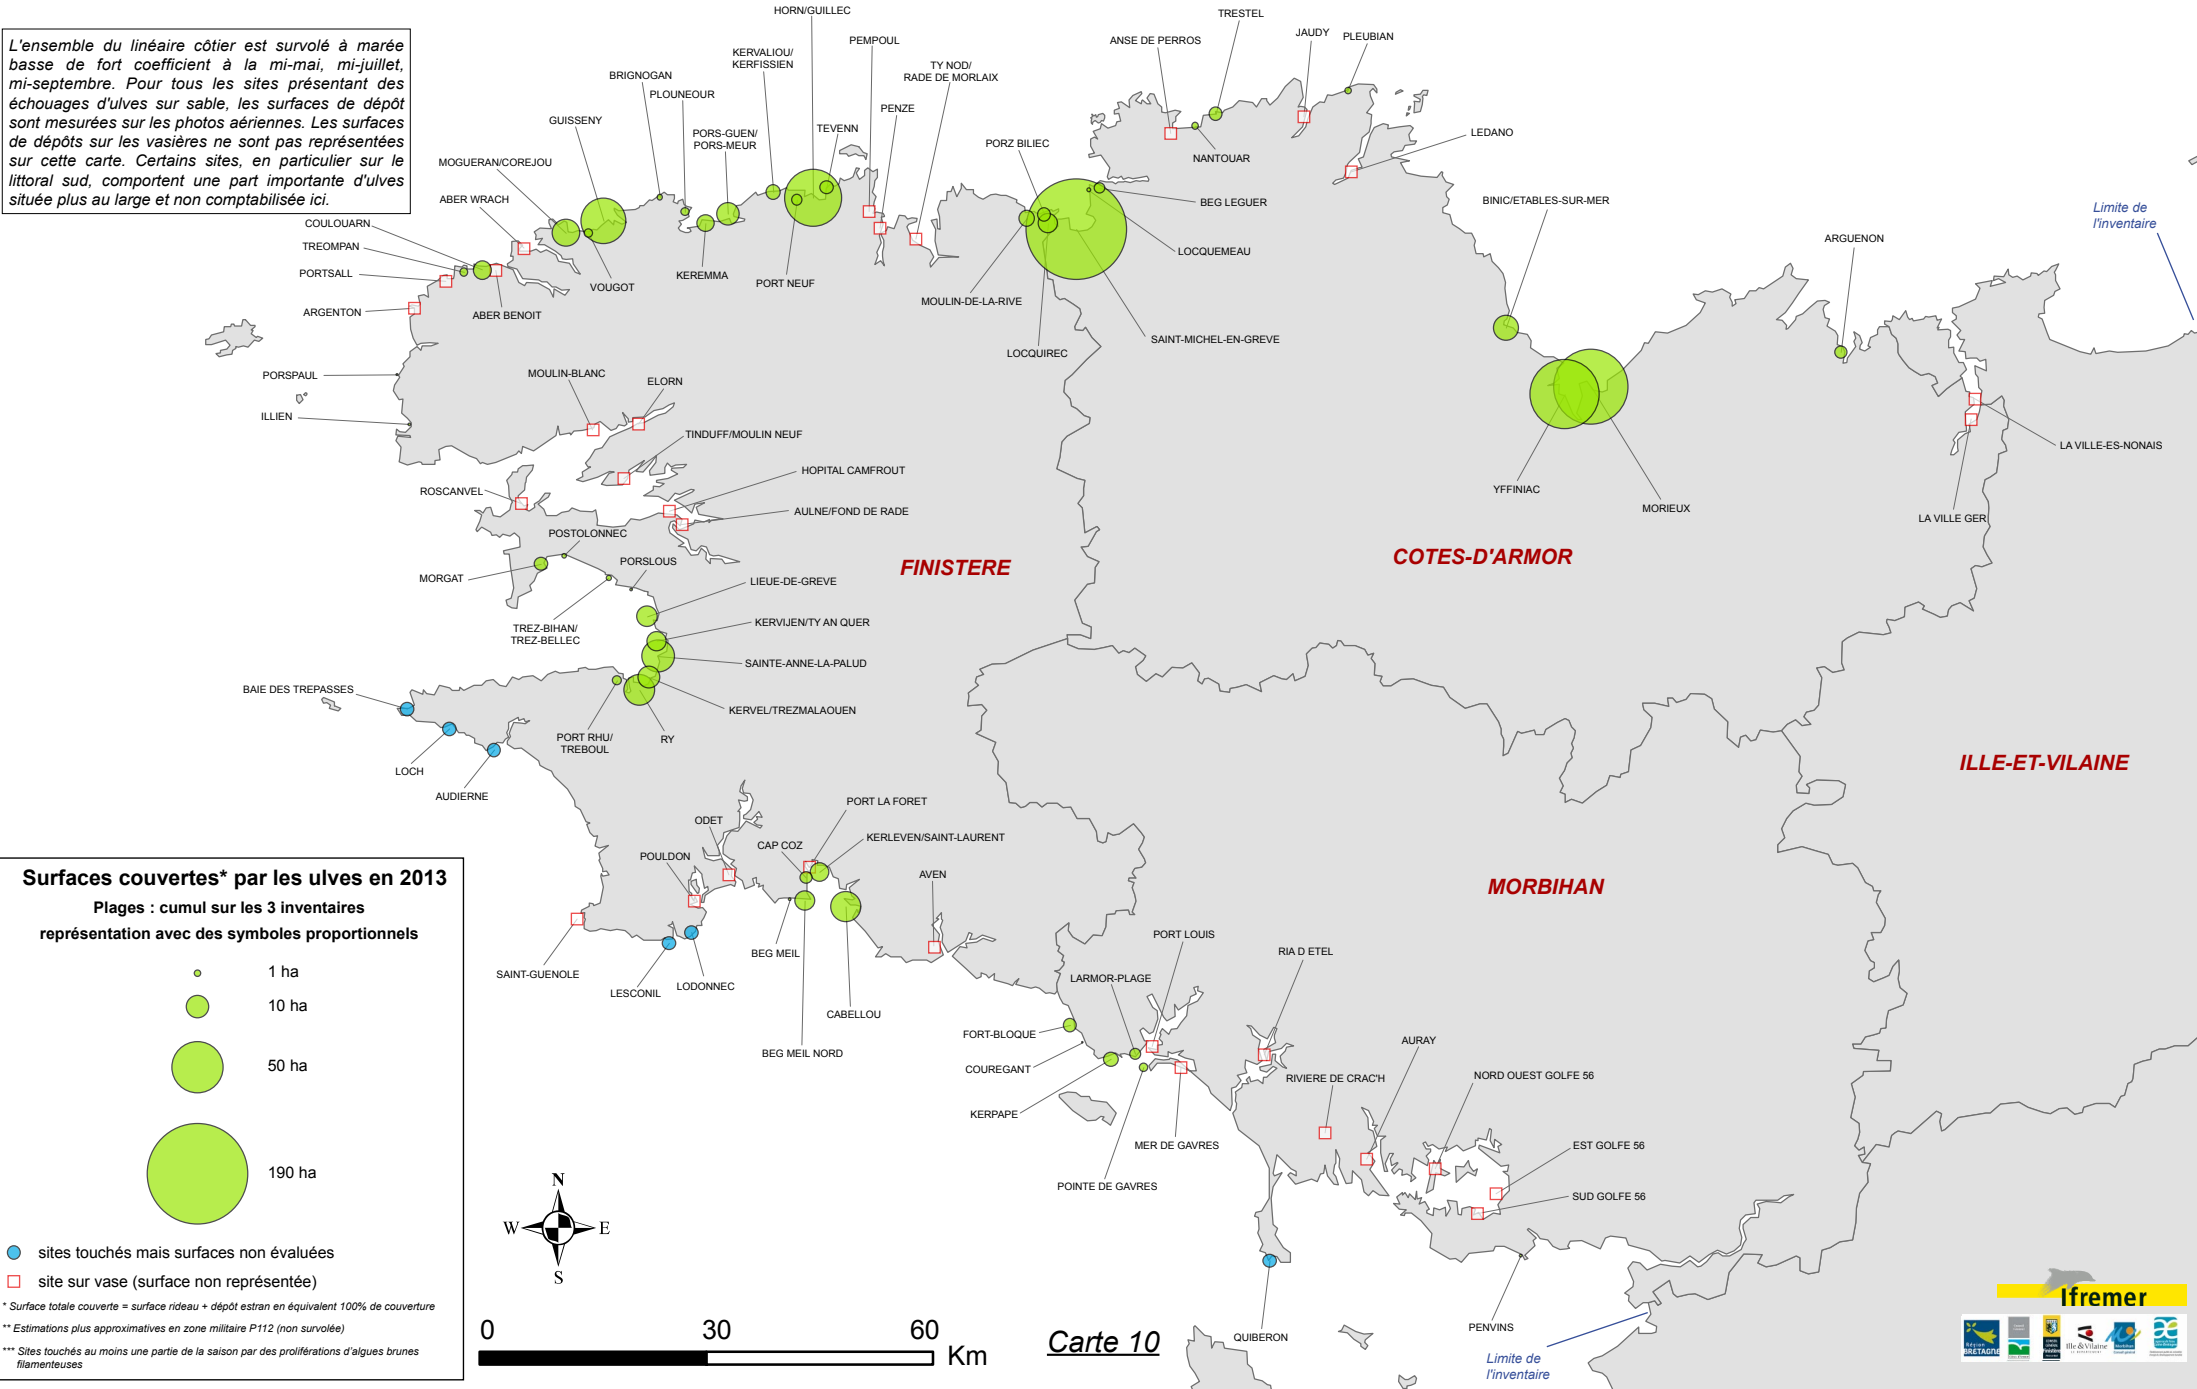 L'ensemble du linéaire côtier est survolé à marée
basse de fort coefficient à la mi-mai, mi-juillet,
mi-septembre. Pour tous les sites présentant des
échouages d'ulves sur sable, les surfaces de dépôt
sont mesurées sur les photos aériennes. Les surfaces
de dépôts sur les vasières ne sont pas représentées
sur cette carte. Certains sites, en particulier sur le
littoral sud, comportent une part importante d'ulves
située plus au large et non comptabilisée ici.
HORN/GUILLEC
PEMPOUL
KERVALIOU/
KERFISSIEN
TY NOD/
RADE DE MORLAIX
BRIGNOGAN
PLOUNEOUR
PENZE
GUISSENY
PORS-GUEN/
PORS-MEUR
TEVENN
MOGUERAN/COREJOU
ABER WRACH
COULOUARN
TREOMPAN
PORTSALL
ARGENTON
ABER BENOIT
VOUGOT
KEREMMA
PORT NEUF
TRESTEL
ANSE DE PERROS
JAUDY
PLEUBIAN
LEDANO
PORZ BILIEC
NANTOUAR
BEG LEGUER
BINIC/ETABLES-SUR-MER
Limite de
l'inventaire
ARGUENON
LOCQUEMEAU
MOULIN-DE-LA-RIVE
SAINT-MICHEL-EN-GREVE
LOCQUIREC
PORSPAUL
ILLIEN
MOULIN-BLANC
ELORN
TINDUFF/MOULIN NEUF
HOPITAL CAMFROUT
ROSCANVEL
AULNE/FOND DE RADE
POSTOLONNEC
PORSLOUS
MORGAT
LIEUE-DE-GREVE
TREZ-BIHAN/
TREZ-BELLEC
KERVIJEN/TY AN QUER
SAINTE-ANNE-LA-PALUD
KERVEL/TREZMALAOUEN
BAIE DES TREPASSES
PORT RHU/
TREBOUL
RY
LOCH
AUDIERNE
FINISTERE
COTES-D'ARMOR
YFFINIAC
MORIEUX
LA VILLE-ES-NONAIS
LA VILLE GER
ILLE-ET-VILAINE
MORBIHAN
PORT LA FORET
ODET
KERLEVEN/SAINT-LAURENT
CAP COZ
POULDON
AVEN
SAINT-GUENOLE
LESCONIL
LODONNEC
BEG MEIL
CABELLOU
BEG MEIL NORD
PORT LOUIS
RIA D ETEL
LARMOR-PLAGE
FORT-BLOQUE
COUREGANT
KERPAPE
AURAY
RIVIERE DE CRAC'H
NORD OUEST GOLFE 56
MER DE GAVRES
POINTE DE GAVRES
EST GOLFE 56
SUD GOLFE 56
QUIBERON
PENVINS
Limite de
l'inventaire
Surfaces couvertes* par les ulves en 2013
Plages : cumul sur les 3 inventaires
représentation avec des symboles proportionnels
1 ha
10 ha
50 ha
190 ha
sites touchés mais surfaces non évaluées
site sur vase (surface non représentée)
* Surface totale couverte = surface rideau + dépôt estran en équivalent 100% de couverture
** Estimations plus approximatives en zone militaire P112 (non survolée)
*** Sites touchés au moins une partie de la saison par des proliférations d'algues brunes
filamenteuses
N
W E
S
0 30 60
Km
Carte 10
Ifremer
Région
BRETAGNE
Ille & Vilaine